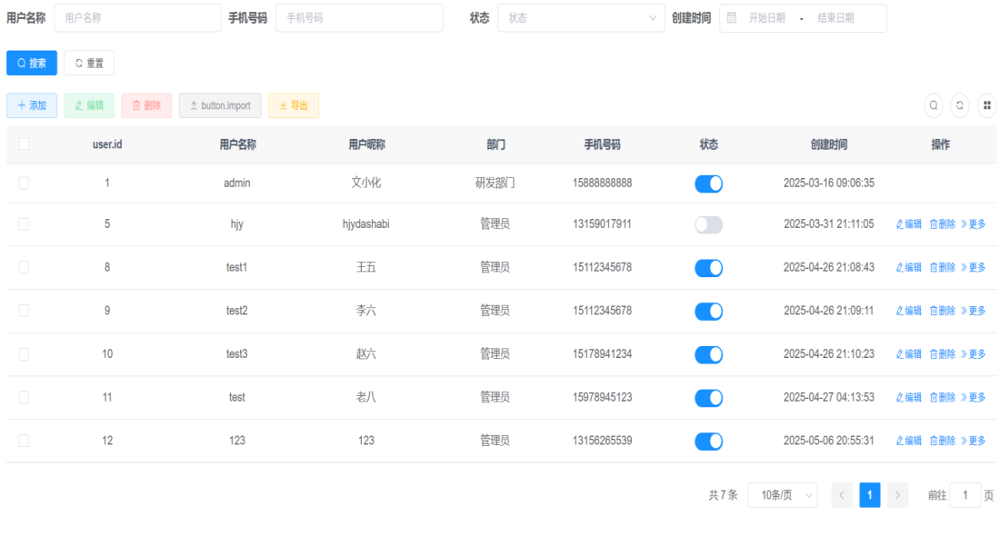 用户名称 用户名称 手机号码 手机号码 状态 状态 创建时间 开始日期 - 结束日期
搜索 重置
添加 编辑 删除 button.import 导出
user.id 用户名称 用户昵称 部门 手机号码 状态 创建时间 操作
1 admin 文小化 研发部门 15888888888 2025-03-16 09:06:35
5 hjy hjydashabi 管理员 13159017911 2025-03-31 21:11:05 编辑 删除 更多
8 test1 王五 管理员 15112345678 2025-04-26 21:08:43 编辑 删除 更多
9 test2 李六 管理员 15112345678 2025-04-26 21:09:11 编辑 删除 更多
10 test3 赵六 管理员 15178941234 2025-04-26 21:10:23 编辑 删除 更多
11 test 老八 管理员 15978945123 2025-04-27 04:13:53 编辑 删除 更多
12 123 123 管理员 13156265539 2025-05-06 20:55:31 编辑 删除 更多
共 7 条 10条/页 1 前往 1 页